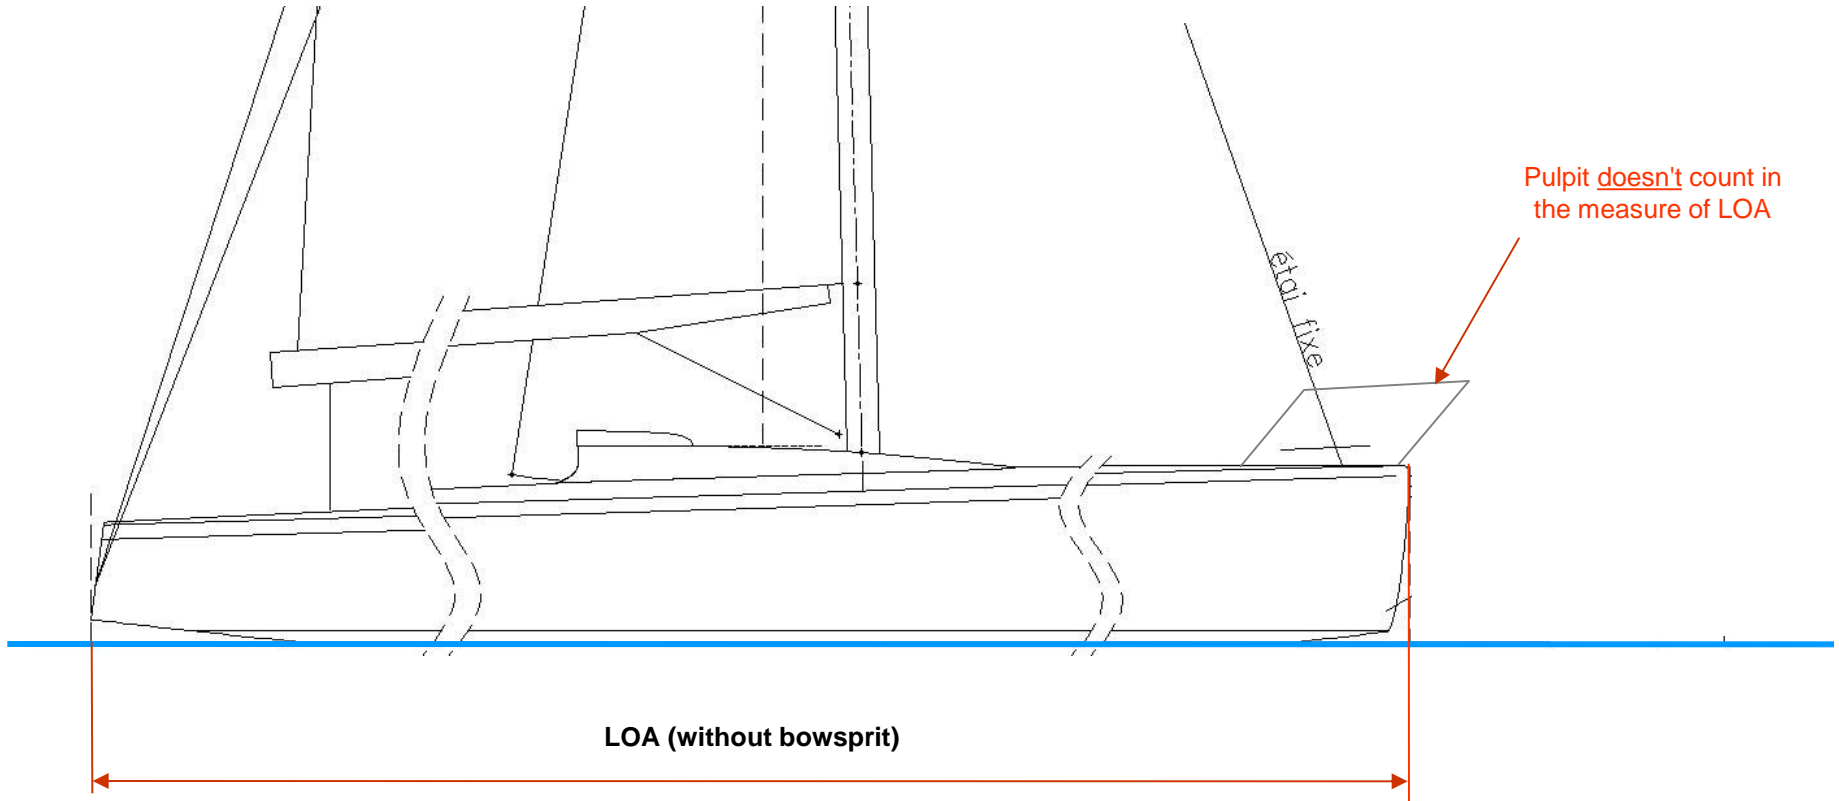 Pulpit doesn't count in
the measure of LOA
étai fixe
LOA (without bowsprit)